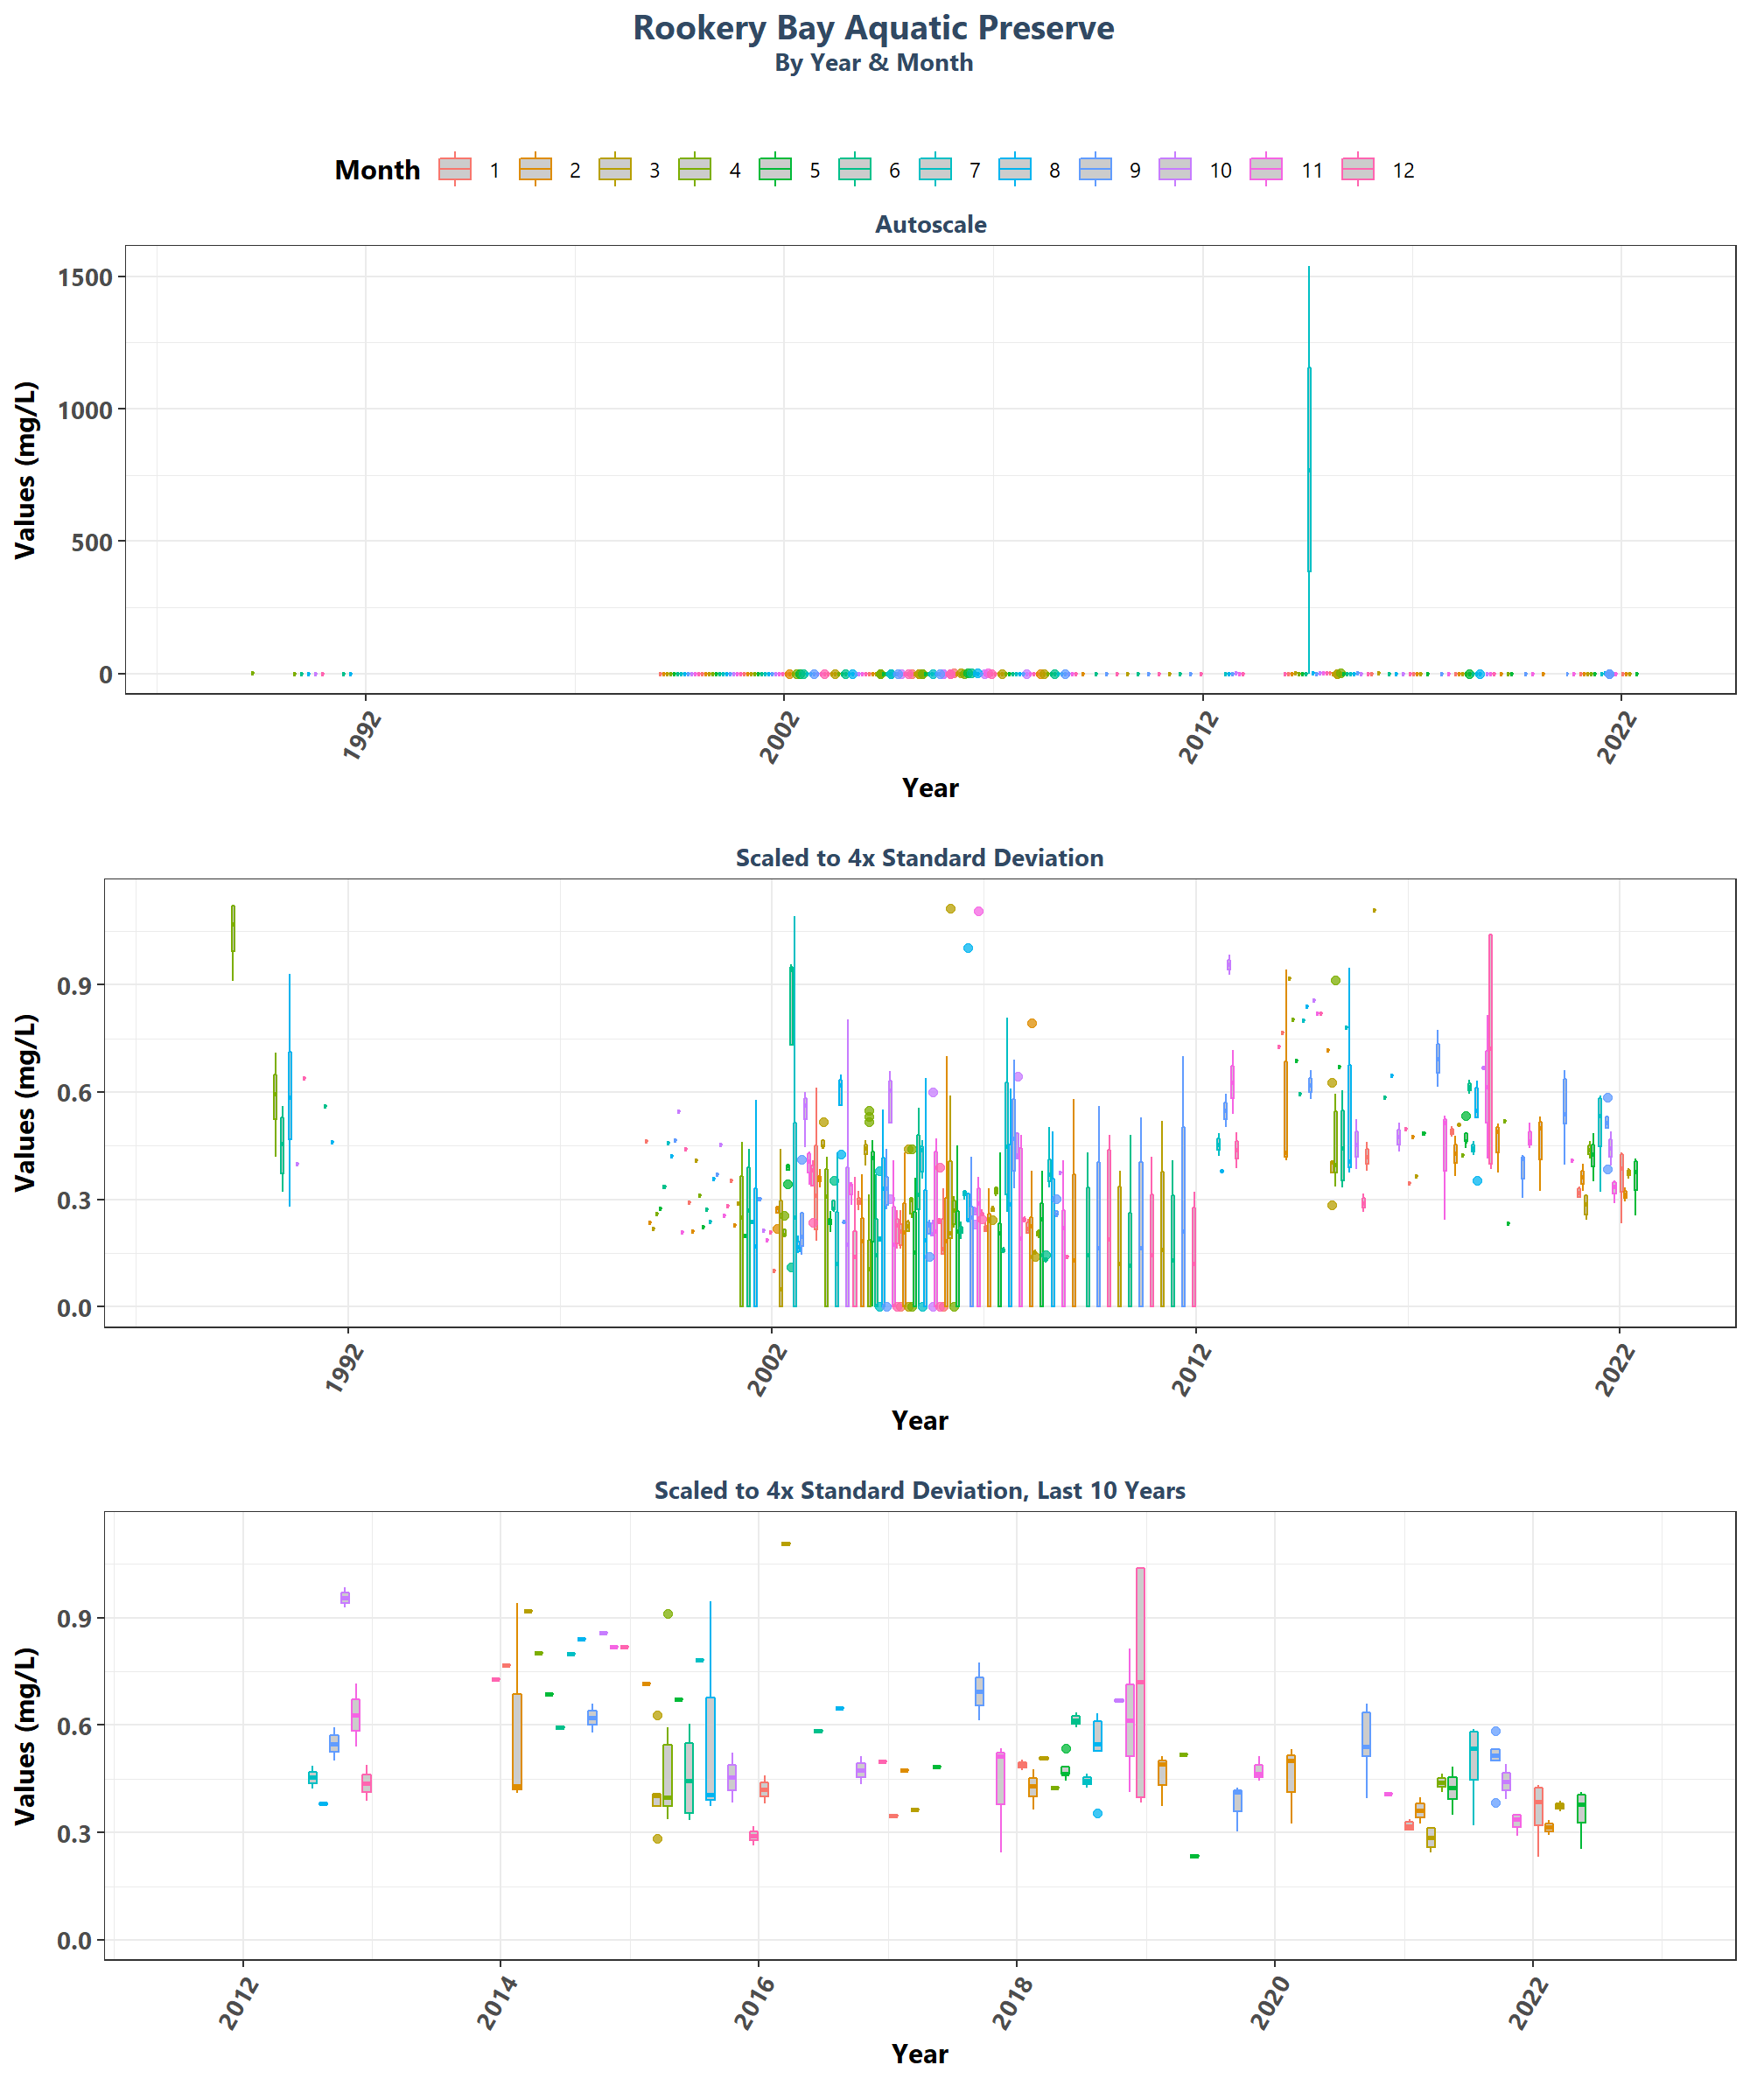 Rookery Bay Aquatic Preserve
By Year & Month
Month 1 2 3 4 5 6 7 8 9 10 11 12
Autoscale
Values (mg/L)
1500
1000
500
0
1992 2002 2012 2022
Year
Scaled to 4x Standard Deviation
Values (mg/L)
0.9
0.6
0.3
0.0
1992 2002 2012 2022
Year
Scaled to 4x Standard Deviation, Last 10 Years
Values (mg/L)
0.9
0.6
0.3
0.0
2012 2014 2016 2018 2020 2022
Year